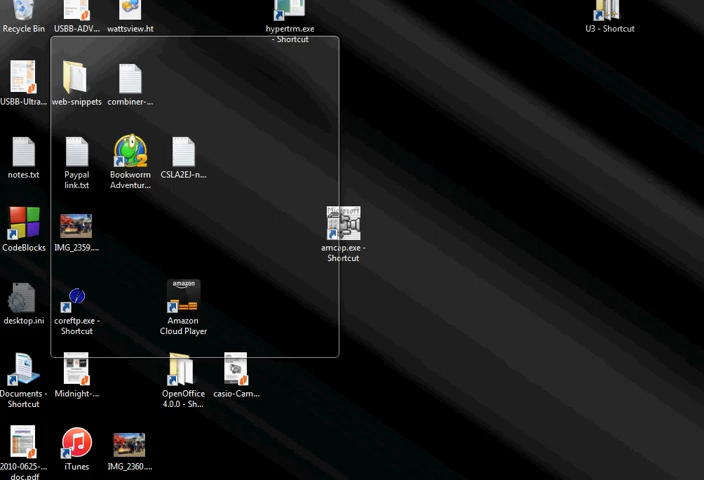 Recycle Bin
USBB-ADV...
wattsview.ht
hypertrm.exe
- Shortcut
U3 - Shortcut
USBB-Ultra...
web-snippets
combiner-...
notes.txt
Paypal
link.txt
Bookworm
Adventur...
CSLA2EJ-n...
CodeBlocks
IMG_2359....
Microsoft
amcap.exe -
Shortcut
desktop.ini
coreftp.exe -
Shortcut
amazon
Amazon
Cloud Player
Documents -
Shortcut
Midnight-...
OpenOffice
4.0.0 - Sh...
casio-Cam...
2010-0625-...
doc.pdf
iTunes
IMG_2360....